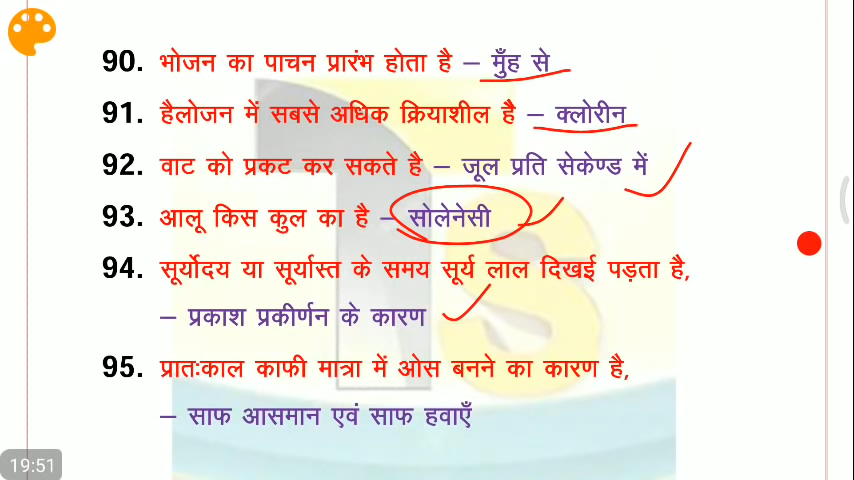 90. भोजन का पाचन प्रारंभ होता है – मुँह से
91. हैलोजन में सबसे अधिक क्रियाशील है – क्लोरीन
92. वाट को प्रकट कर सकते है – जूल प्रति सेकेण्ड में
93. आलू किस कुल का है – सोलेनेसी
94. सूर्योदय या सूर्यास्त के समय सूर्य लाल दिखई पड़ता है,
– प्रकाश प्रकीर्णन के कारण
95. प्रातःकाल काफी मात्रा में ओस बनने का कारण है,
– साफ आसमान एवं साफ हवाएँ
19:51